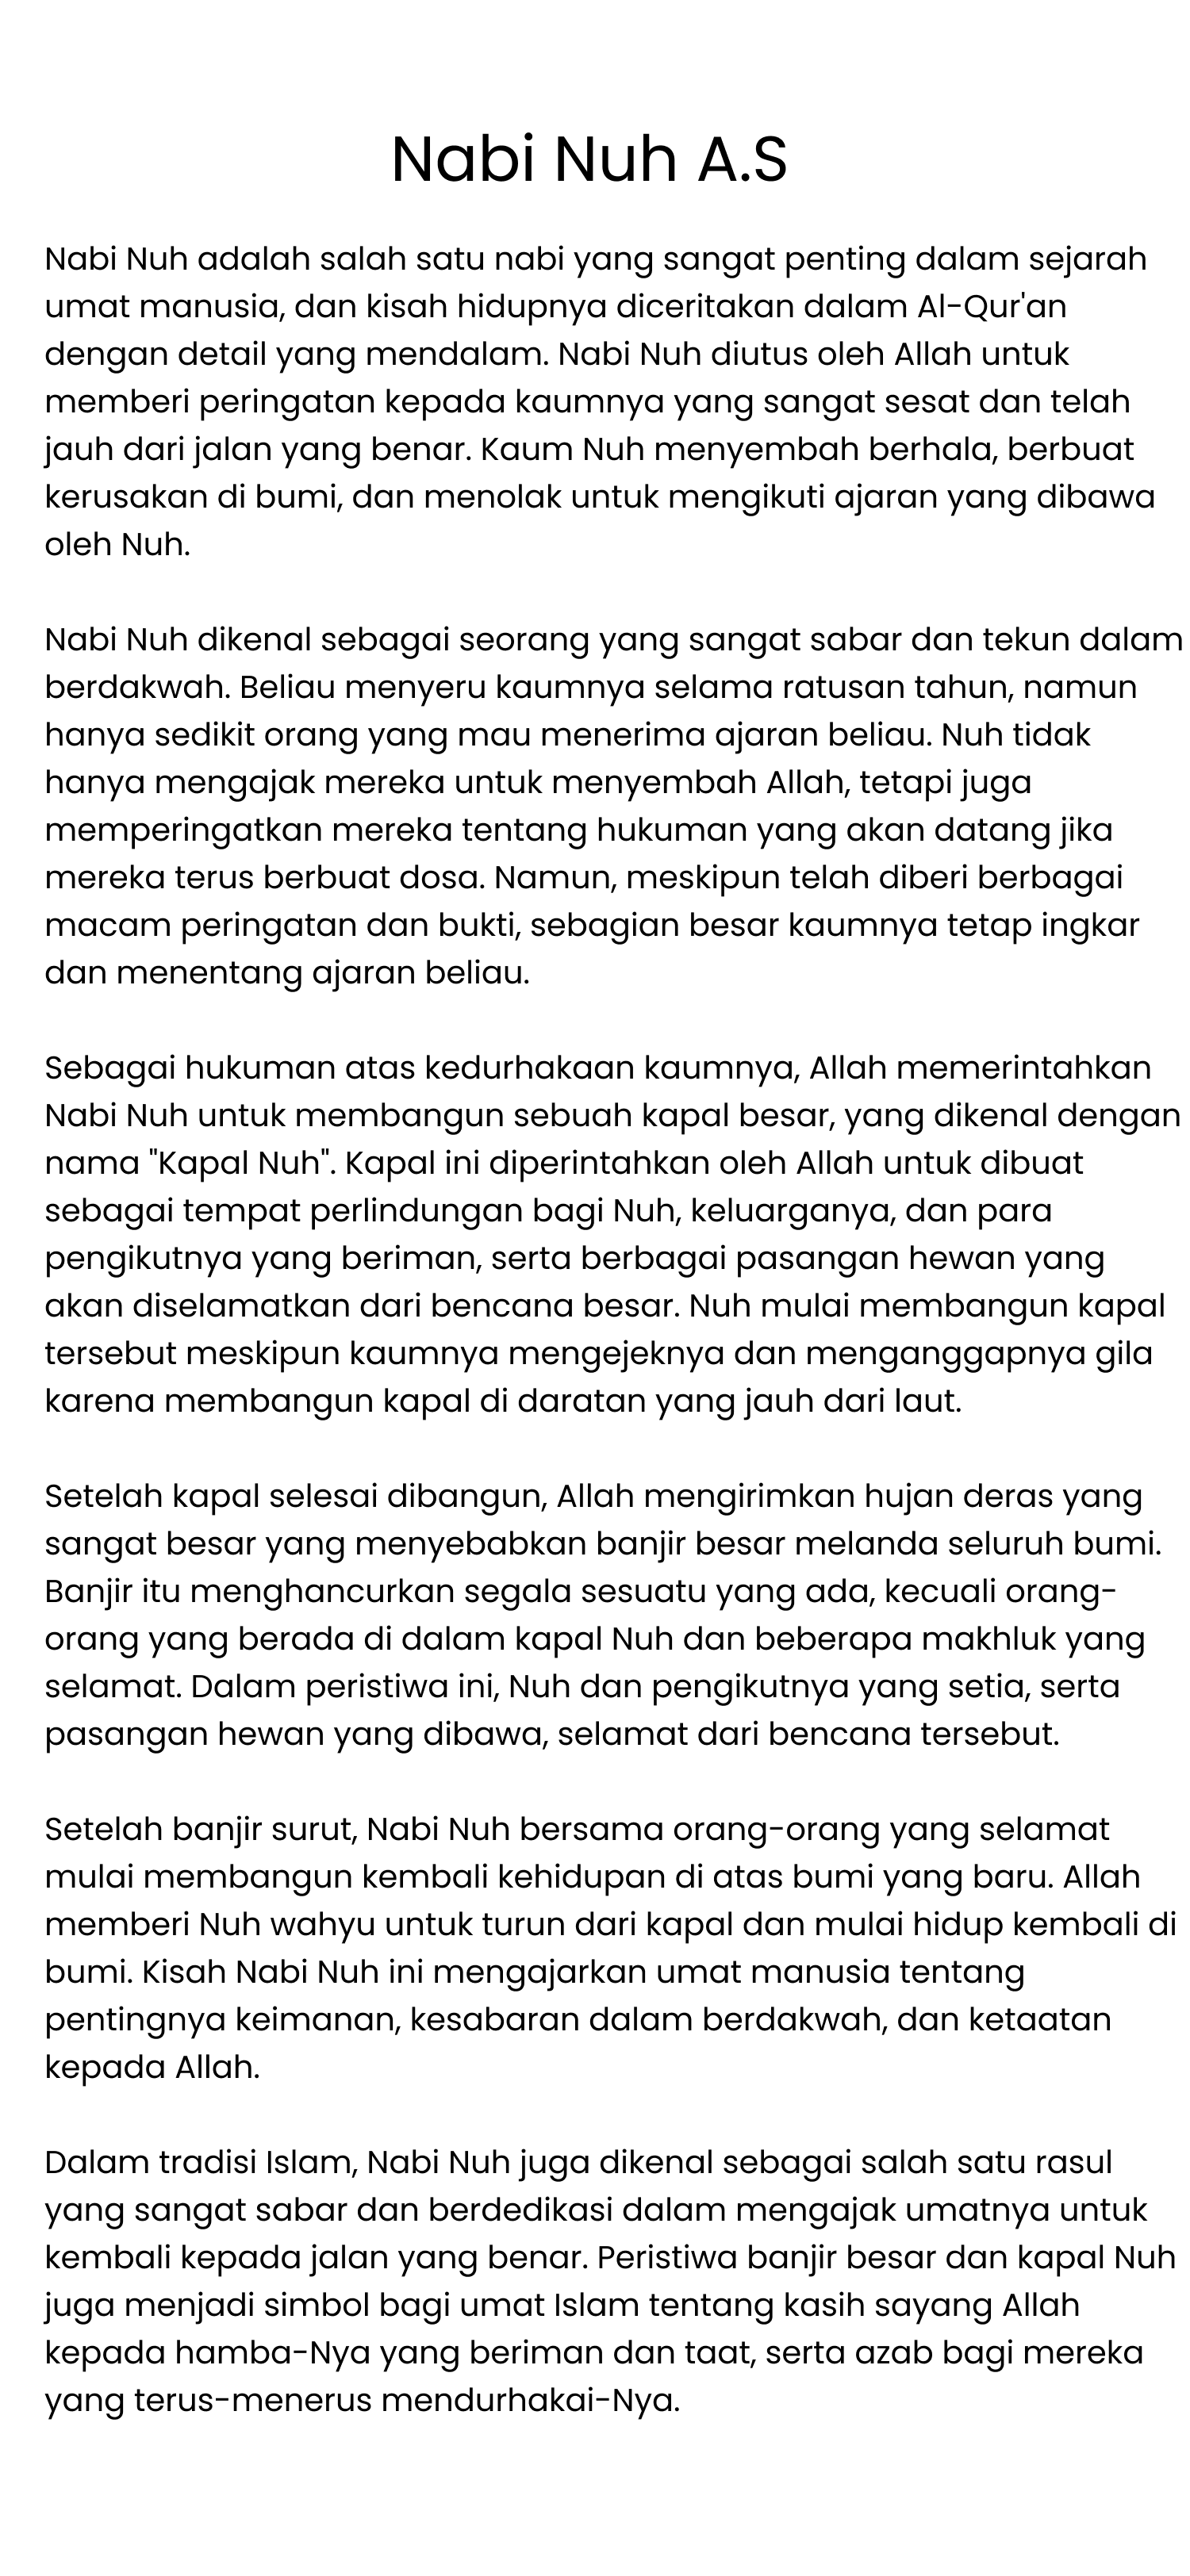 Nabi Nuh A.S
Nabi Nuh adalah salah satu nabi yang sangat penting dalam sejarah
umat manusia, dan kisah hidupnya diceritakan dalam Al-Qur'an
dengan detail yang mendalam. Nabi Nuh diutus oleh Allah untuk
memberi peringatan kepada kaumnya yang sangat sesat dan telah
jauh dari jalan yang benar. Kaum Nuh menyembah berhala, berbuat
kerusakan di bumi, dan menolak untuk mengikuti ajaran yang dibawa
oleh Nuh.
Nabi Nuh dikenal sebagai seorang yang sangat sabar dan tekun dalam
berdakwah. Beliau menyeru kaumnya selama ratusan tahun, namun
hanya sedikit orang yang mau menerima ajaran beliau. Nuh tidak
hanya mengajak mereka untuk menyembah Allah, tetapi juga
memperingatkan mereka tentang hukuman yang akan datang jika
mereka terus berbuat dosa. Namun, meskipun telah diberi berbagai
macam peringatan dan bukti, sebagian besar kaumnya tetap ingkar
dan menentang ajaran beliau.
Sebagai hukuman atas kedurhakaan kaumnya, Allah memerintahkan
Nabi Nuh untuk membangun sebuah kapal besar, yang dikenal dengan
nama "Kapal Nuh". Kapal ini diperintahkan oleh Allah untuk dibuat
sebagai tempat perlindungan bagi Nuh, keluarganya, dan para
pengikutnya yang beriman, serta berbagai pasangan hewan yang
akan diselamatkan dari bencana besar. Nuh mulai membangun kapal
tersebut meskipun kaumnya mengejeknya dan menganggapnya gila
karena membangun kapal di daratan yang jauh dari laut.
Setelah kapal selesai dibangun, Allah mengirimkan hujan deras yang
sangat besar yang menyebabkan banjir besar melanda seluruh bumi.
Banjir itu menghancurkan segala sesuatu yang ada, kecuali orang-
orang yang berada di dalam kapal Nuh dan beberapa makhluk yang
selamat. Dalam peristiwa ini, Nuh dan pengikutnya yang setia, serta
pasangan hewan yang dibawa, selamat dari bencana tersebut.
Setelah banjir surut, Nabi Nuh bersama orang-orang yang selamat
mulai membangun kembali kehidupan di atas bumi yang baru. Allah
memberi Nuh wahyu untuk turun dari kapal dan mulai hidup kembali di
bumi. Kisah Nabi Nuh ini mengajarkan umat manusia tentang
pentingnya keimanan, kesabaran dalam berdakwah, dan ketaatan
kepada Allah.
Dalam tradisi Islam, Nabi Nuh juga dikenal sebagai salah satu rasul
yang sangat sabar dan berdedikasi dalam mengajak umatnya untuk
kembali kepada jalan yang benar. Peristiwa banjir besar dan kapal Nuh
juga menjadi simbol bagi umat Islam tentang kasih sayang Allah
kepada hamba-Nya yang beriman dan taat, serta azab bagi mereka
yang terus-menerus mendurhakai-Nya.